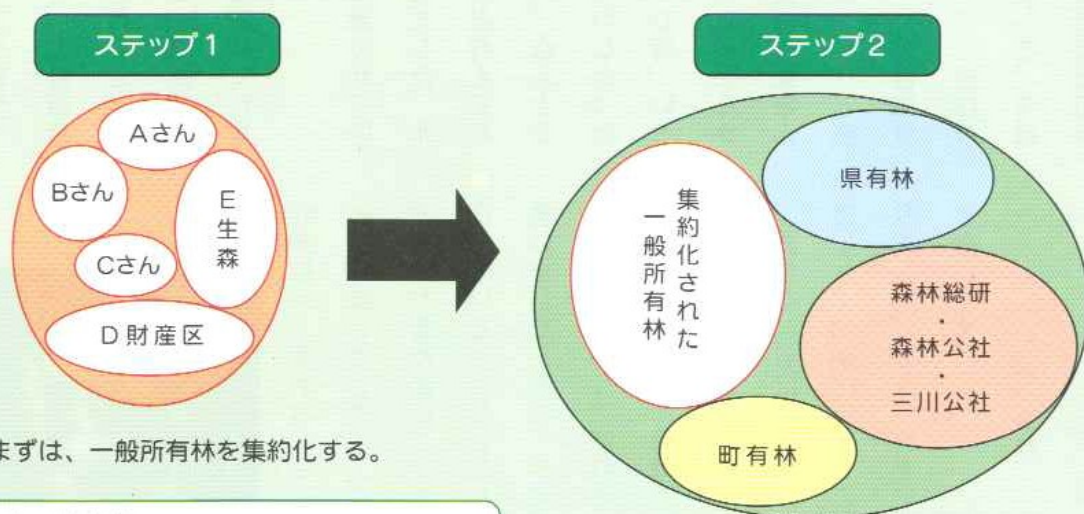 ステップ1
Aさん
Bさん
E生森
Cさん
D財産区
まずは、一般所有林を集約化する。
ステップ2
県有林
集約化された
一般所有林
森林総研
・
森林公社
・
三川公社
町有林